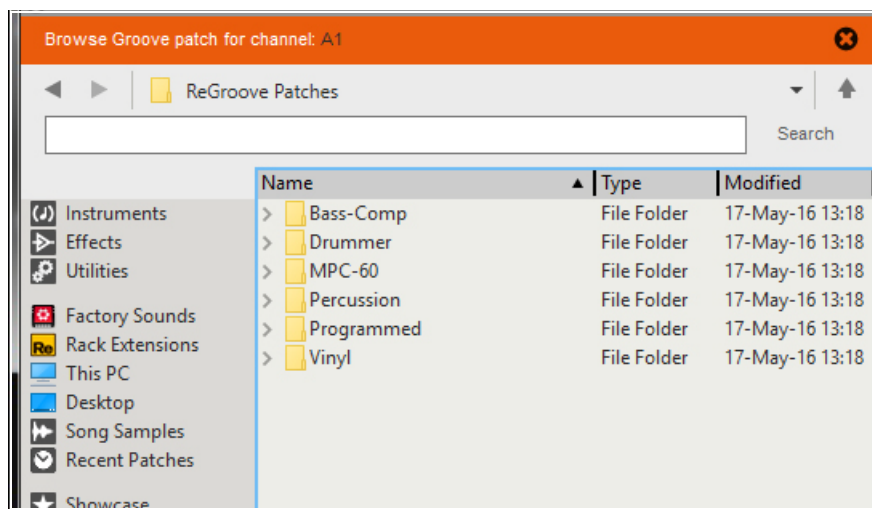 Browse Groove patch for channel: A1
ReGroove Patches
Search
Name Type Modified
Instruments
Effects
Utilities
Factory Sounds
Re Rack Extensions
This PC
Desktop
Song Samples
Recent Patches
Showcase
Bass-Comp File Folder 17-May-16 13:18
Drummer File Folder 17-May-16 13:18
MPC-60 File Folder 17-May-16 13:18
Percussion File Folder 17-May-16 13:18
Programmed File Folder 17-May-16 13:18
Vinyl File Folder 17-May-16 13:18